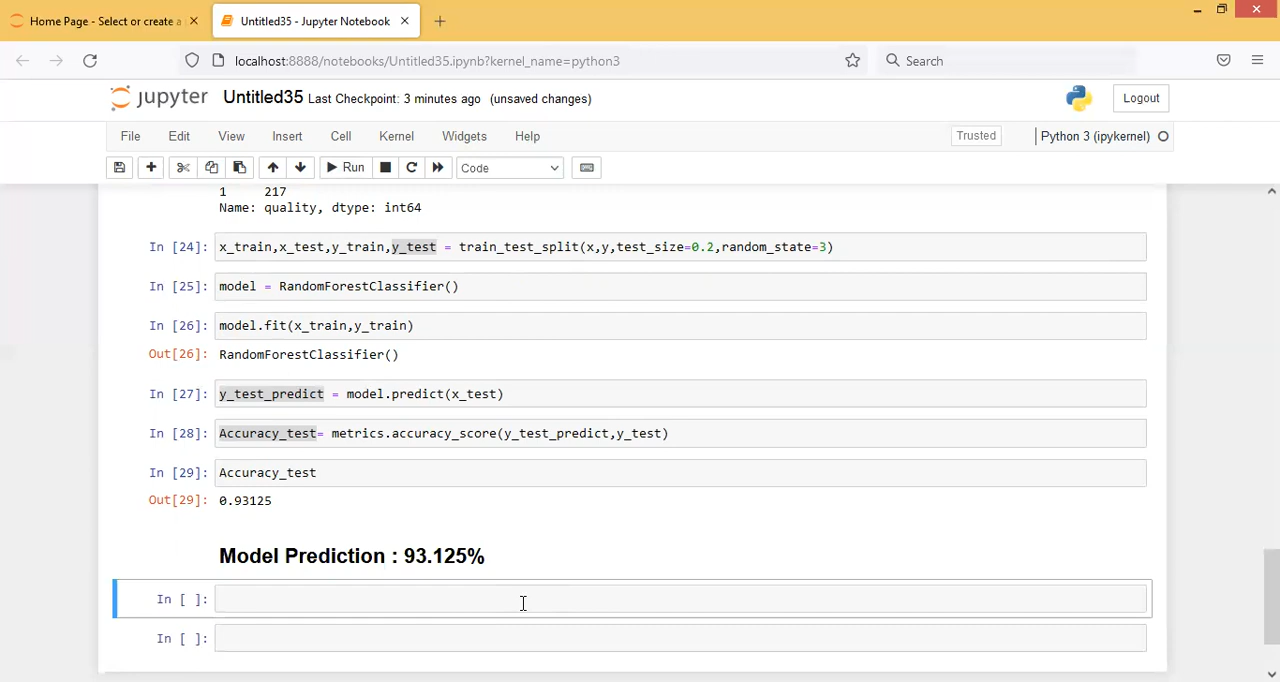 Home Page - Select or create a
Untitled35 - Jupyter Notebook
localhost:8888/notebooks/Untitled35.ipynb?kernel_name=python3
Search
jupyter Untitled35 Last Checkpoint: 3 minutes ago (unsaved changes)
Logout
File Edit View Insert Cell Kernel Widgets Help
Trusted
Python 3 (ipykernel)
Run
Code
1 217
Name: quality, dtype: int64
In [24]: x_train,x_test,y_train,y_test = train_test_split(x,y,test_size=0.2,random_state=3)
In [25]: model = RandomForestClassifier()
In [26]: model.fit(x_train,y_train)
Out[26]: RandomForestClassifier()
In [27]: y_test_predict = model.predict(x_test)
In [28]: Accuracy_test= metrics.accuracy_score(y_test_predict,y_test)
In [29]: Accuracy_test
Out[29]: 0.93125
Model Prediction : 93.125%
In [ ]:
In [ ]: